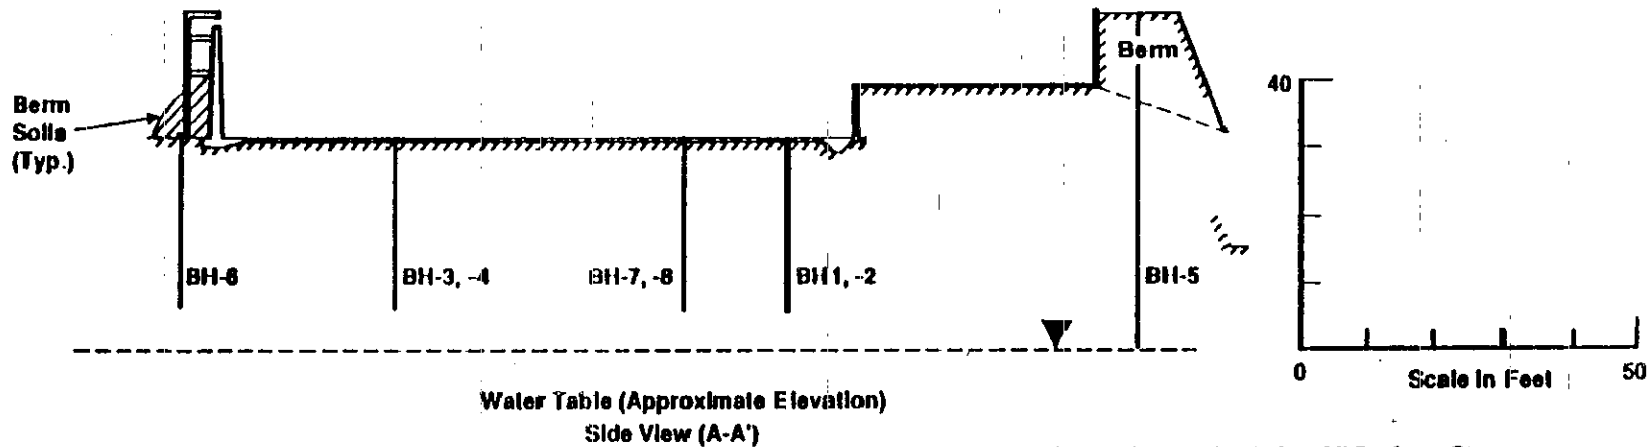 Berm
40
Berm
Soils
(Typ.)
BH-6
BH-3, -4
BH-7, -8
BH1, -2
BH-5
0
50
Scale In Feet
Water Table (Approximate Elevation)
Side View (A-A')